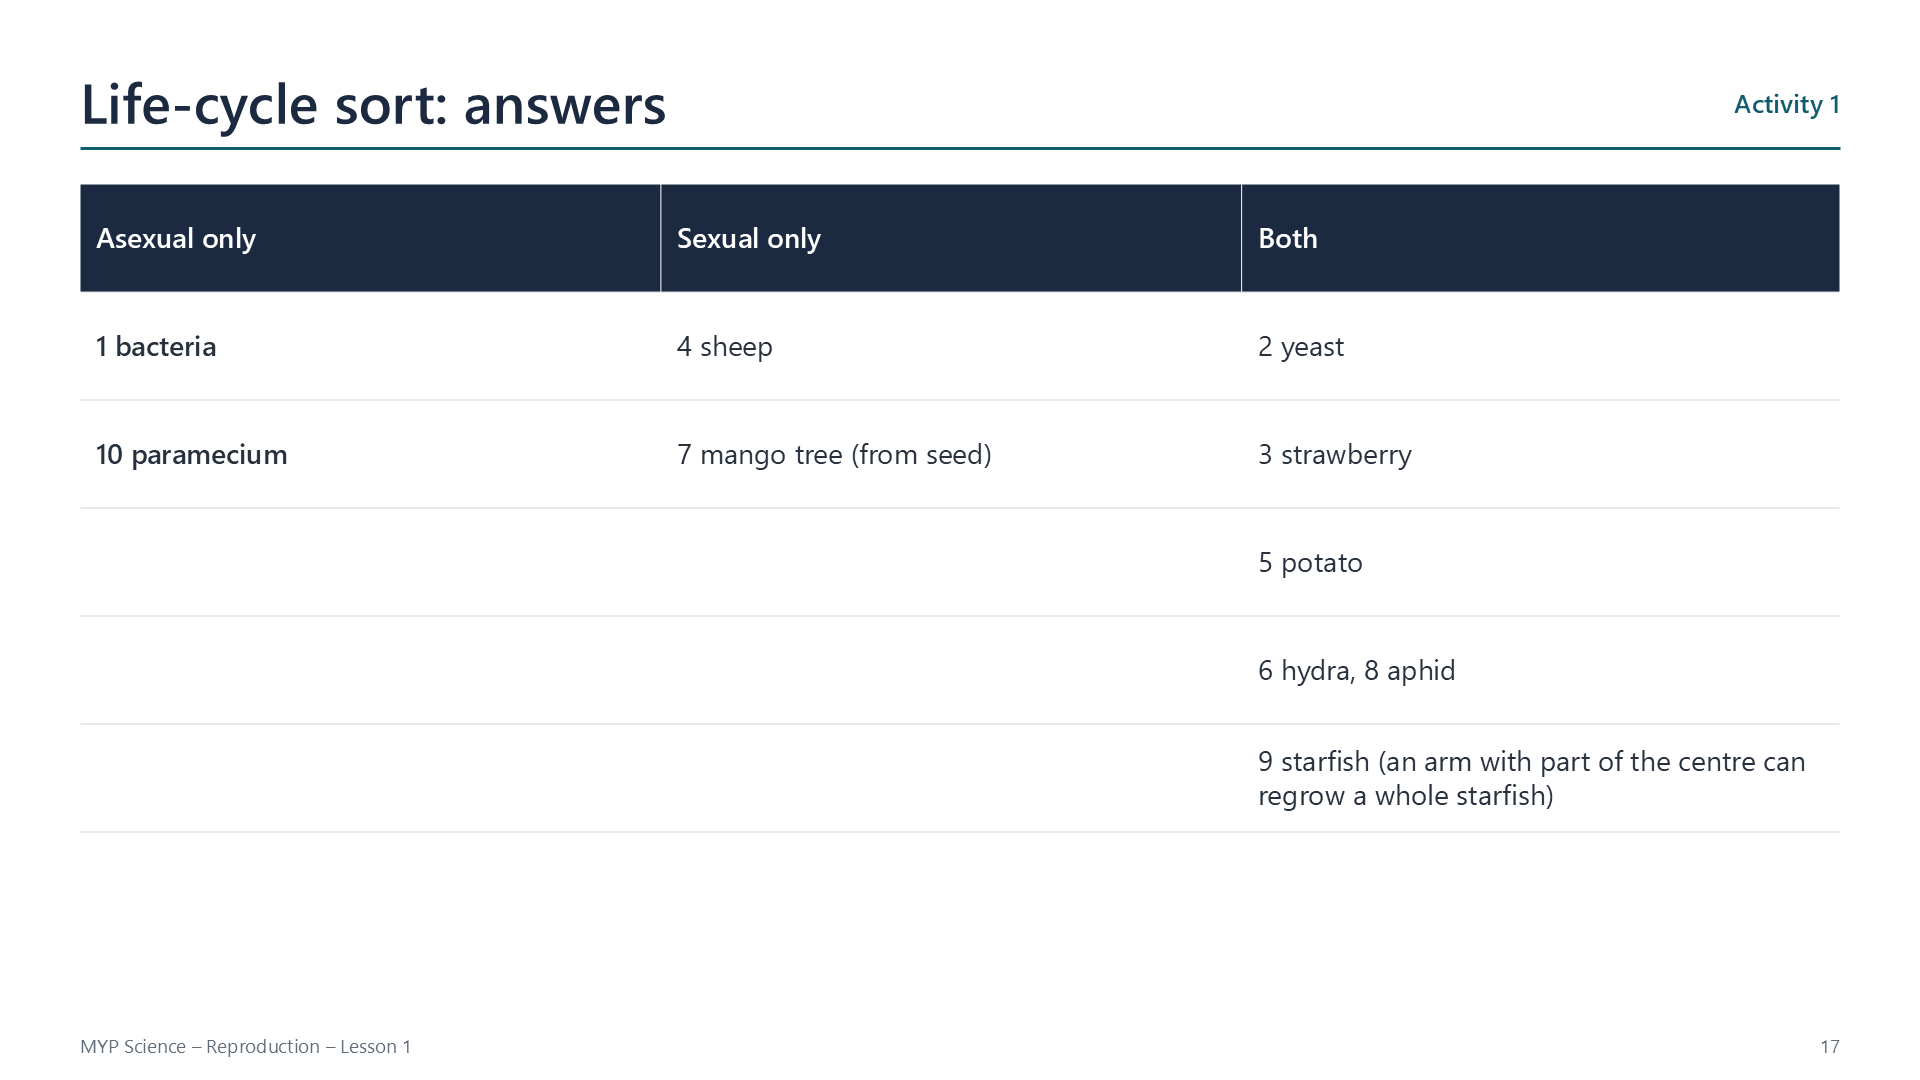 Life-cycle sort: answers
Activity 1
Asexual only
Sexual only
Both
1 bacteria
4 sheep
2 yeast
10 paramecium
7 mango tree (from seed)
3 strawberry
5 potato
6 hydra, 8 aphid
9 starfish (an arm with part of the centre can
regrow a whole starfish)
MYP Science – Reproduction – Lesson 1
17